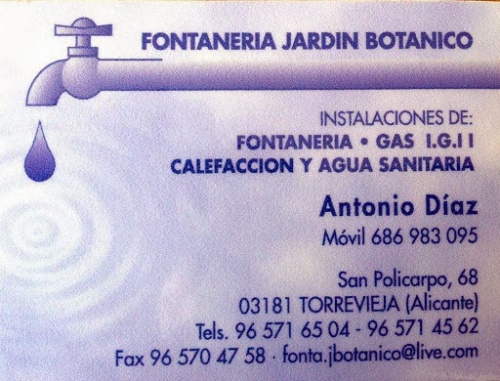 FONTANERIA JARDIN BOTANICO
INSTALACIONES DE:
FONTANERIA • GAS I.G.I I
CALEFACCION Y AGUA SANITARIA
Antonio Díaz
Móvil 686 983 095
San Policarpo, 68
03181 TORREVIEJA (Alicante)
Tels. 96 571 65 04 - 96 571 45 62
Fax 96 570 47 58 · fonta.jbotanico@live.com